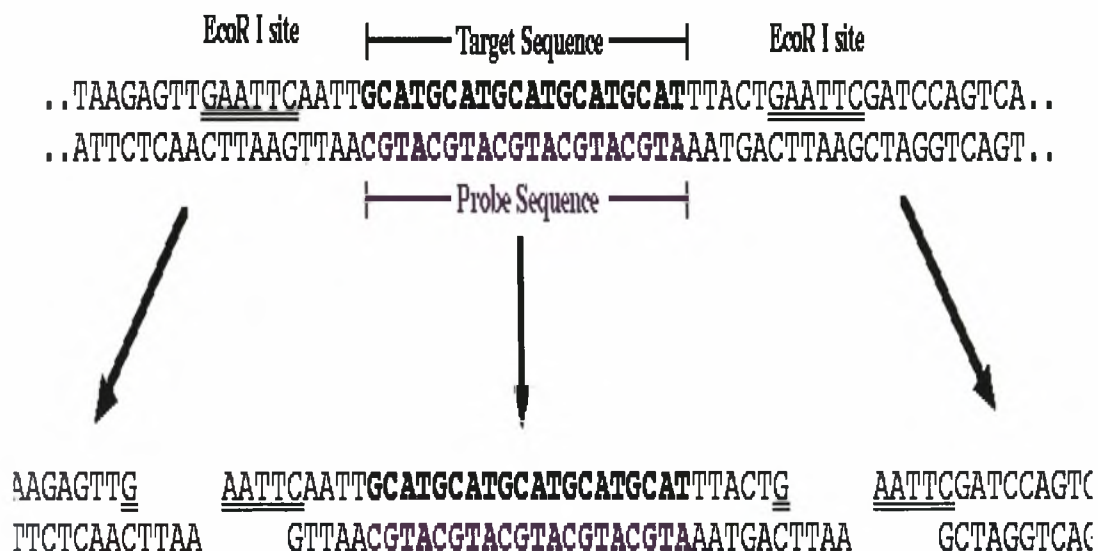 EcoR I site Target Sequence EcoR I site
..TAAGAGTTGAATTCAATTGCATGCATGCATGCATGCATTTACTGAATTCGATCCAGTCA..
..ATTCTCAACTTAAGTTAACGTACGTACGTACGTACGTAAATGACTTAAGCTAGGTCAGT..
Probe Sequence
AAGAGTTG AATTCAATTGCATGCATGCATGCATGCATTTACTG AATTCGATCCAGTC
TTCTCAACTTAA GTTAACGTACGTACGTACGTACGTAAATGACTTAA GCTAGGTCAG